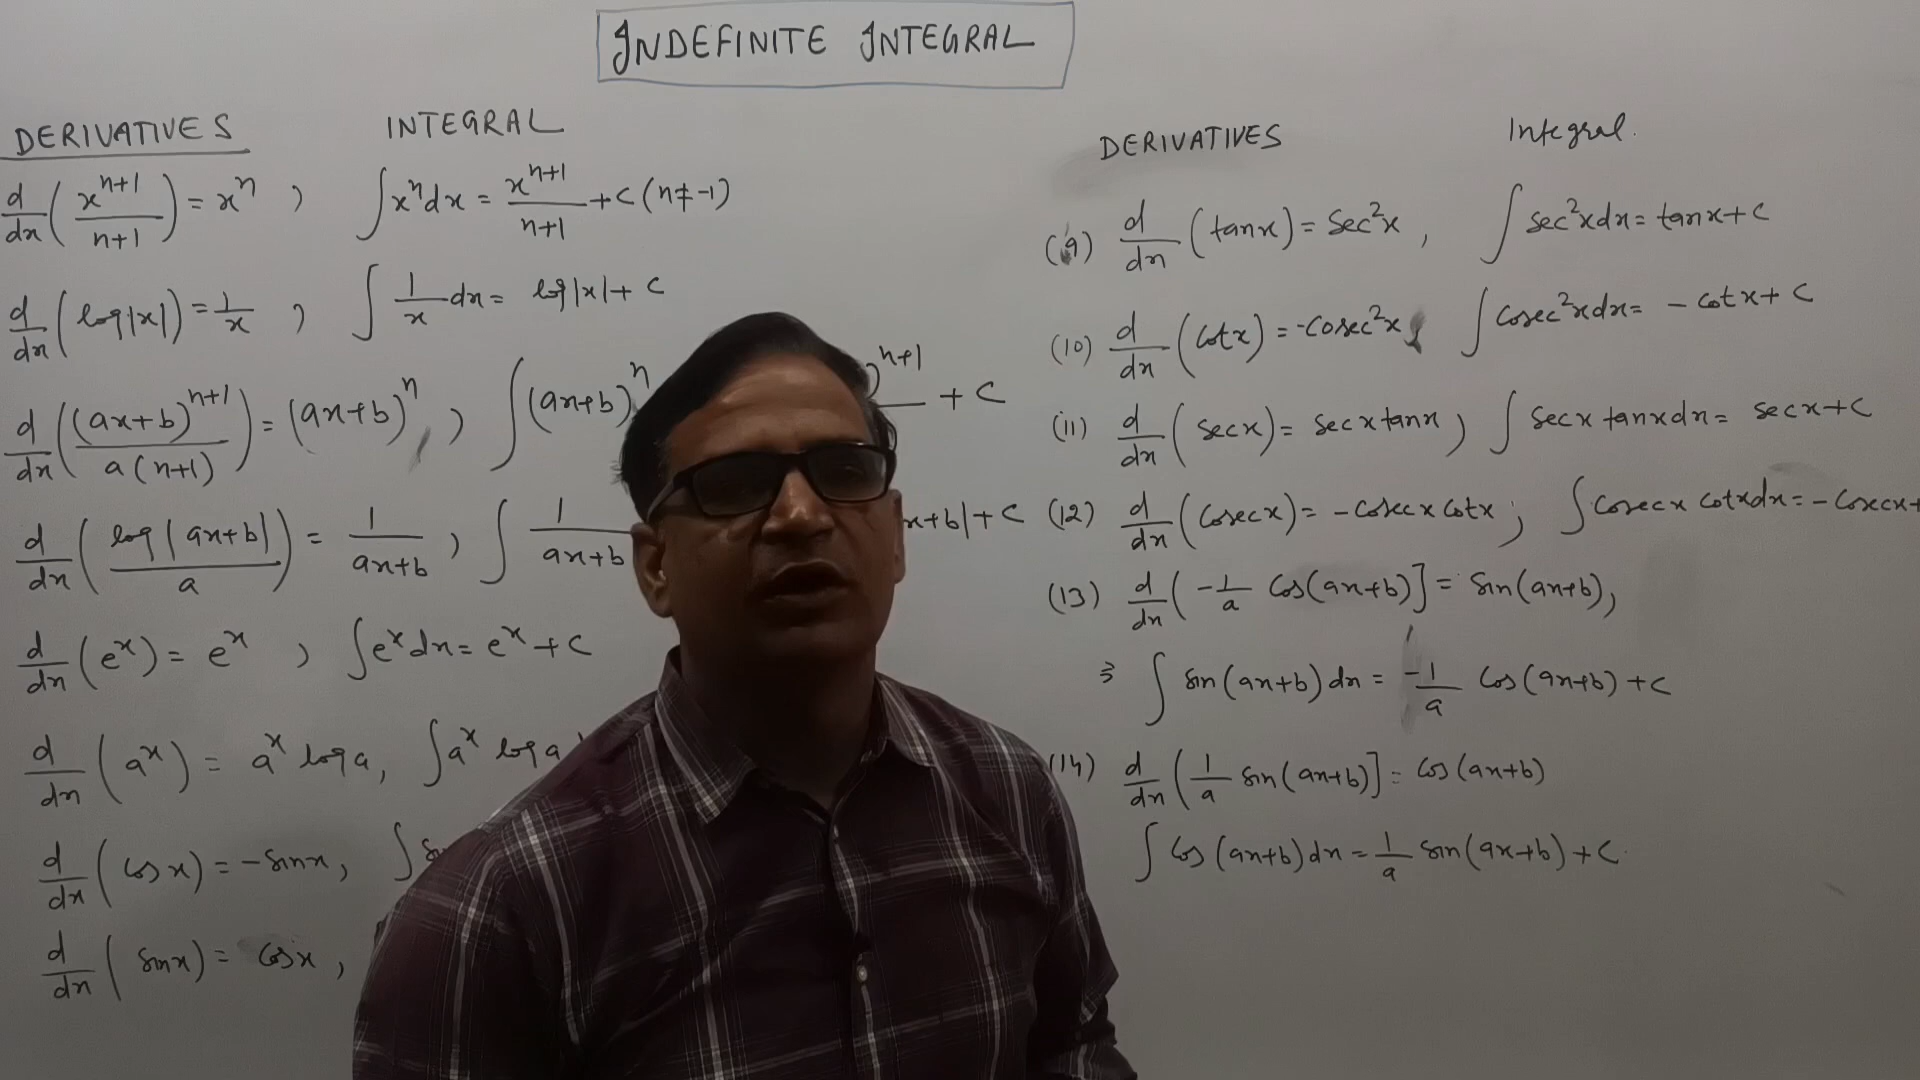 INDEFINITE INTEGRAL
DERIVATIVES INTEGRAL
d/dx (x^(n+1)/(n+1)) = x^n , ∫x^n dx = x^(n+1)/(n+1) + c (n ≠ -1)
d/dx (log|x|) = 1/x , ∫ 1/x dx = log|x| + c
d/dx ((ax+b)^(n+1)/a(n+1)) = (ax+b)^n , ∫(ax+b)^n )^(n+1) + c
d/dx (log|ax+b|/a) = 1/(ax+b) , ∫ 1/(ax+b) x+b| + c
d/dx (e^x) = e^x , ∫e^x dx = e^x + c
d/dx (a^x) = a^x log a, ∫a^x log a
d/dx (cos x) = -sin x, ∫
d/dx (sin x) = cos x ,
DERIVATIVES Integral.
(9) d/dx (tan x) = Sec²x , ∫ sec²x dx = tan x + c
(10) d/dx (cot x) = -cosec²x, ∫ cosec²x dx = - cot x + c
(11) d/dx (sec x) = sec x tan x , ∫ sec x tan x dx = sec x + c
(12) d/dx (cosec x) = - cosec x cot x , ∫ cosec x cot x dx = - cosec x +
(13) d/dx (-1/a cos(ax+b)] = sin(ax+b),
⇒ ∫ sin(ax+b) dx = -1/a cos(ax+b) + c
(14) d/dx (1/a sin(ax+b)] = cos(ax+b)
∫ cos(ax+b) dx = 1/a sin(ax+b) + c